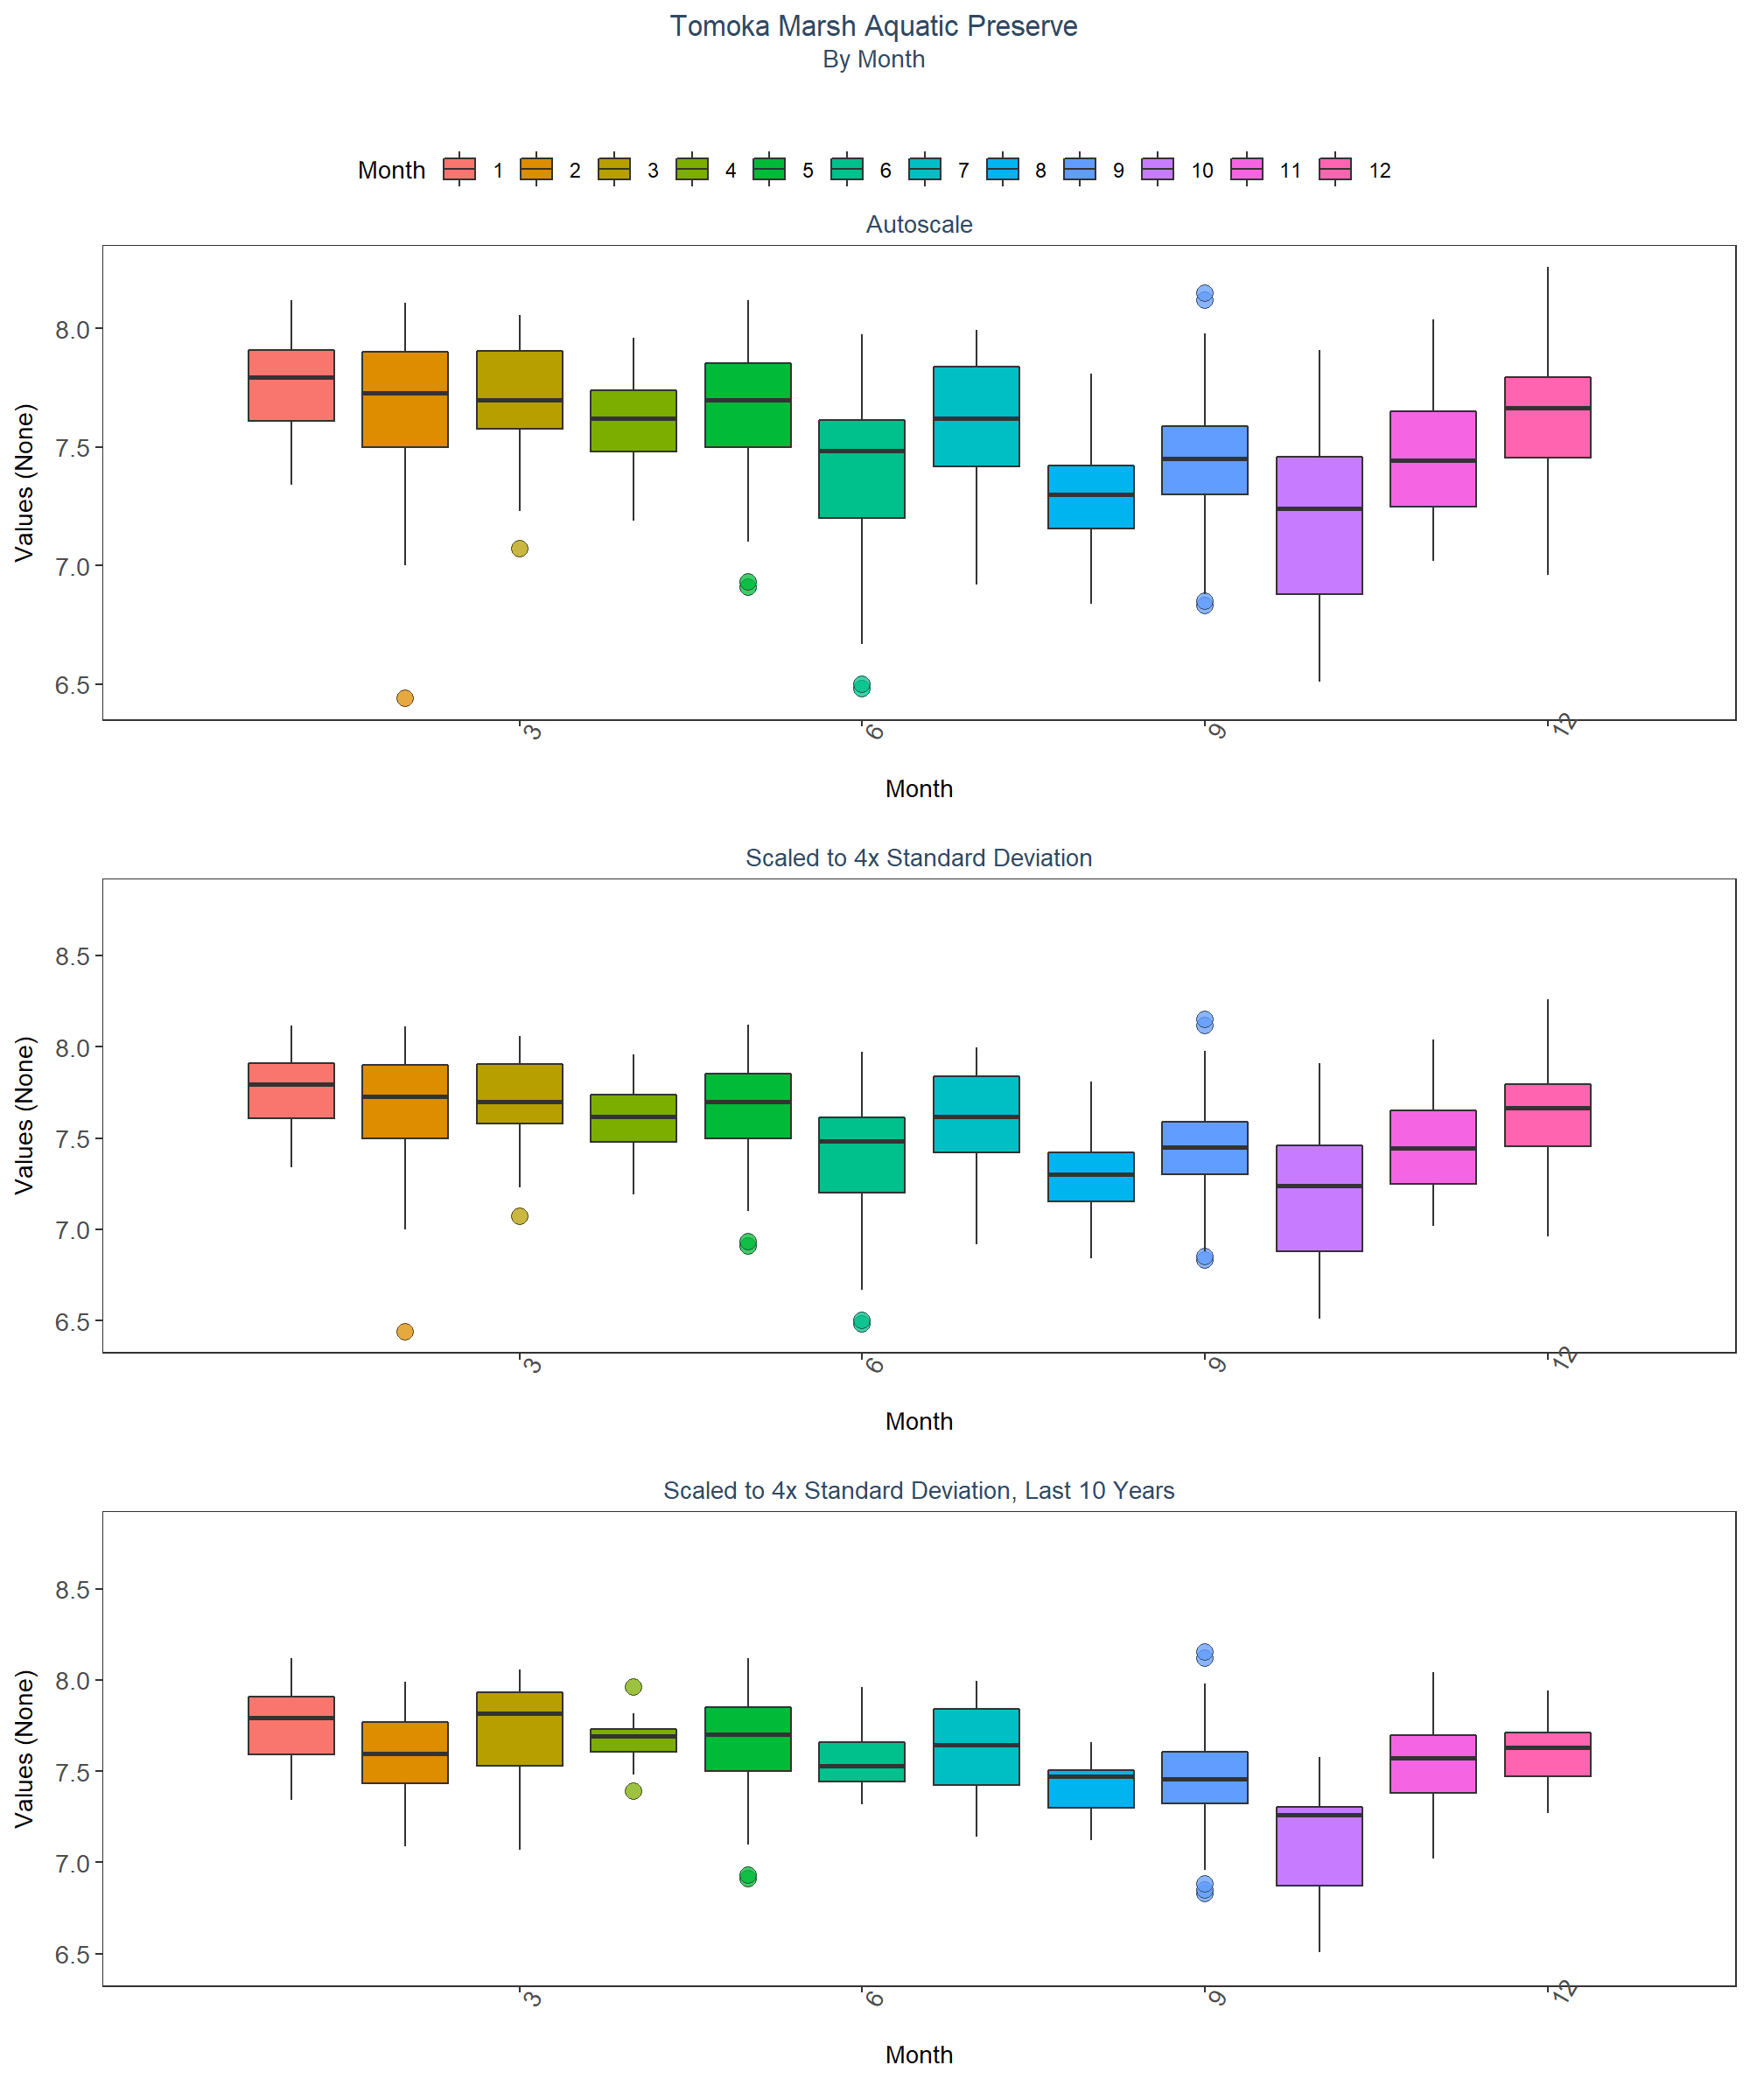 Tomoka Marsh Aquatic Preserve
By Month
Month 1 2 3 4 5 6 7 8 9 10 11 12
Autoscale
Values (None)
8.0
7.5
7.0
6.5
3 6 9 12
Month
Scaled to 4x Standard Deviation
Values (None)
8.5
8.0
7.5
7.0
6.5
3 6 9 12
Month
Scaled to 4x Standard Deviation, Last 10 Years
Values (None)
8.5
8.0
7.5
7.0
6.5
3 6 9 12
Month